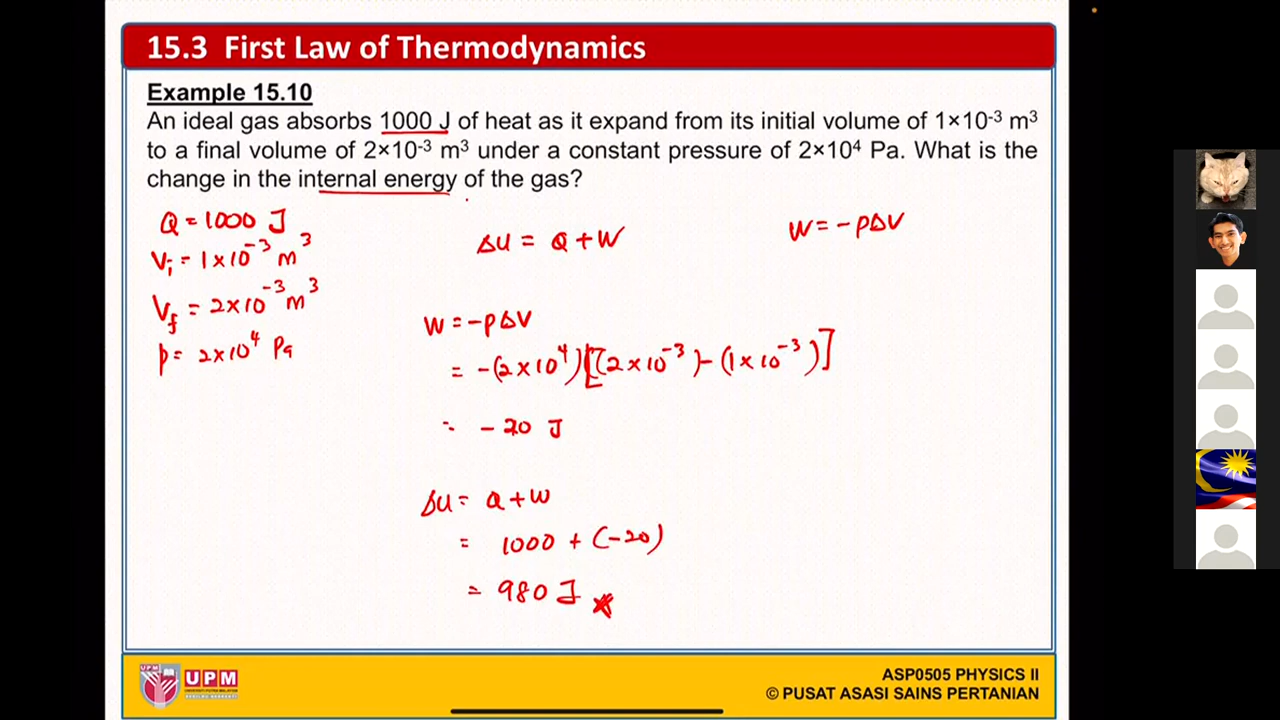 15.3 First Law of Thermodynamics
Example 15.10
An ideal gas absorbs 1000 J of heat as it expand from its initial volume of 1×10⁻³ m³
to a final volume of 2×10⁻³ m³ under a constant pressure of 2×10⁴ Pa. What is the
change in the internal energy of the gas?
Q = 1000 J
Vᵢ = 1 x 10⁻³ m³
V_f = 2 x 10⁻³ m³
p = 2 x 10⁴ Pa
ΔU = Q + W
W = -PΔV
W = -PΔV
= -(2 x 10⁴)[(2 x 10⁻³) - (1 x 10⁻³)]
= -20 J
ΔU = Q + W
= 1000 + (-20)
= 980 J
UPM
UPM
ASP0505 PHYSICS II
© PUSAT ASASI SAINS PERTANIAN